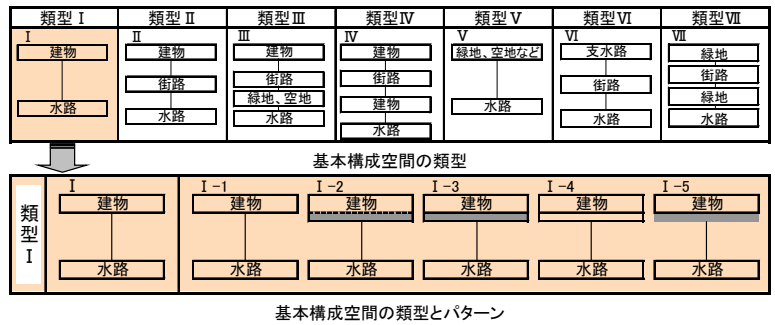 類型Ⅰ 類型Ⅱ 類型Ⅲ 類型Ⅳ 類型Ⅴ 類型Ⅵ 類型Ⅶ
Ⅰ
建物
水路
Ⅱ
建物
街路
水路
Ⅲ
建物
街路
緑地、空地
水路
Ⅳ
建物
街路
建物
水路
Ⅴ
緑地、空地など
水路
Ⅵ
支水路
街路
水路
Ⅶ
緑地
街路
緑地
水路
基本構成空間の類型
類型Ⅰ
Ⅰ
建物
水路
Ⅰ-1
建物
水路
Ⅰ-2
建物
水路
Ⅰ-3
建物
水路
Ⅰ-4
建物
水路
Ⅰ-5
建物
水路
基本構成空間の類型とパターン